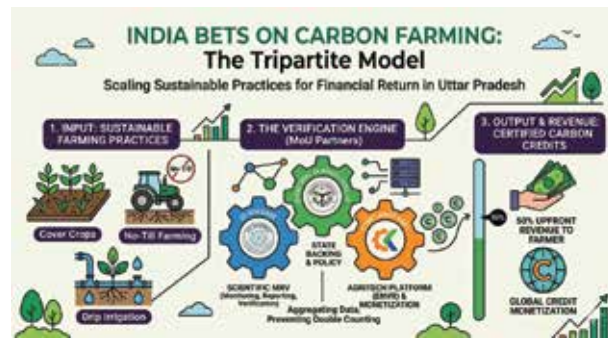 INDIA BETS ON CARBON FARMING:
The Tripartite Model
Scaling Sustainable Practices for Financial Return in Uttar Pradesh
1. INPUT: SUSTAINABLE
FARMING PRACTICES
Cover Crops
No-Till Farming
Drip Irrigation
2. THE VERIFICATION ENGINE
(MoU Partners)
STATE
BACKING
& POLICY
SCIENTIFIC MRV
(Monitoring, Reporting,
Verification)
AGRITECH PLATFORM
& MONETIZATION
Aggregating Data,
Preventing Double Counting
3. OUTPUT & REVENUE:
CERTIFIED CARBON
CREDITS
50%
50% UPFRONT
REVENUE TO
FARMER
GLOBAL CREDIT
MONETIZATION